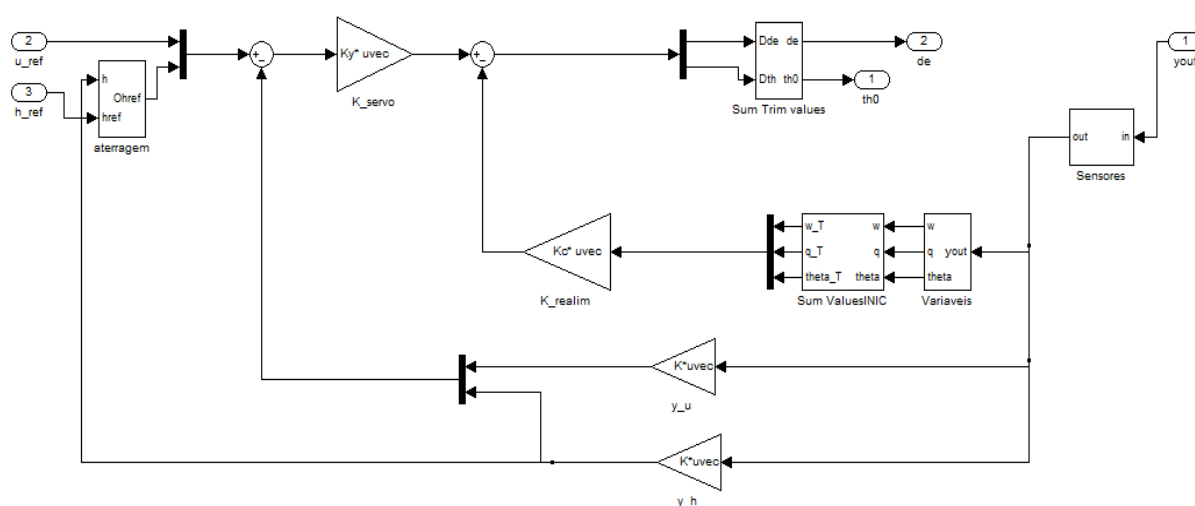 2
u_ref
3
h_ref
h
Ohref
href
aterragem
+
-
Ky* uvec
K_servo
+
-
Dde de
Dth th0
Sum Trim values
2
de
1
th0
1
yout
out in
Sensores
Kc* uvec
K_realim
w_T w
q_T q
theta_T theta
Sum ValuesINIC
w
q yout
theta
Variaveis
K*uvec
y_u
K*uvec
y_h